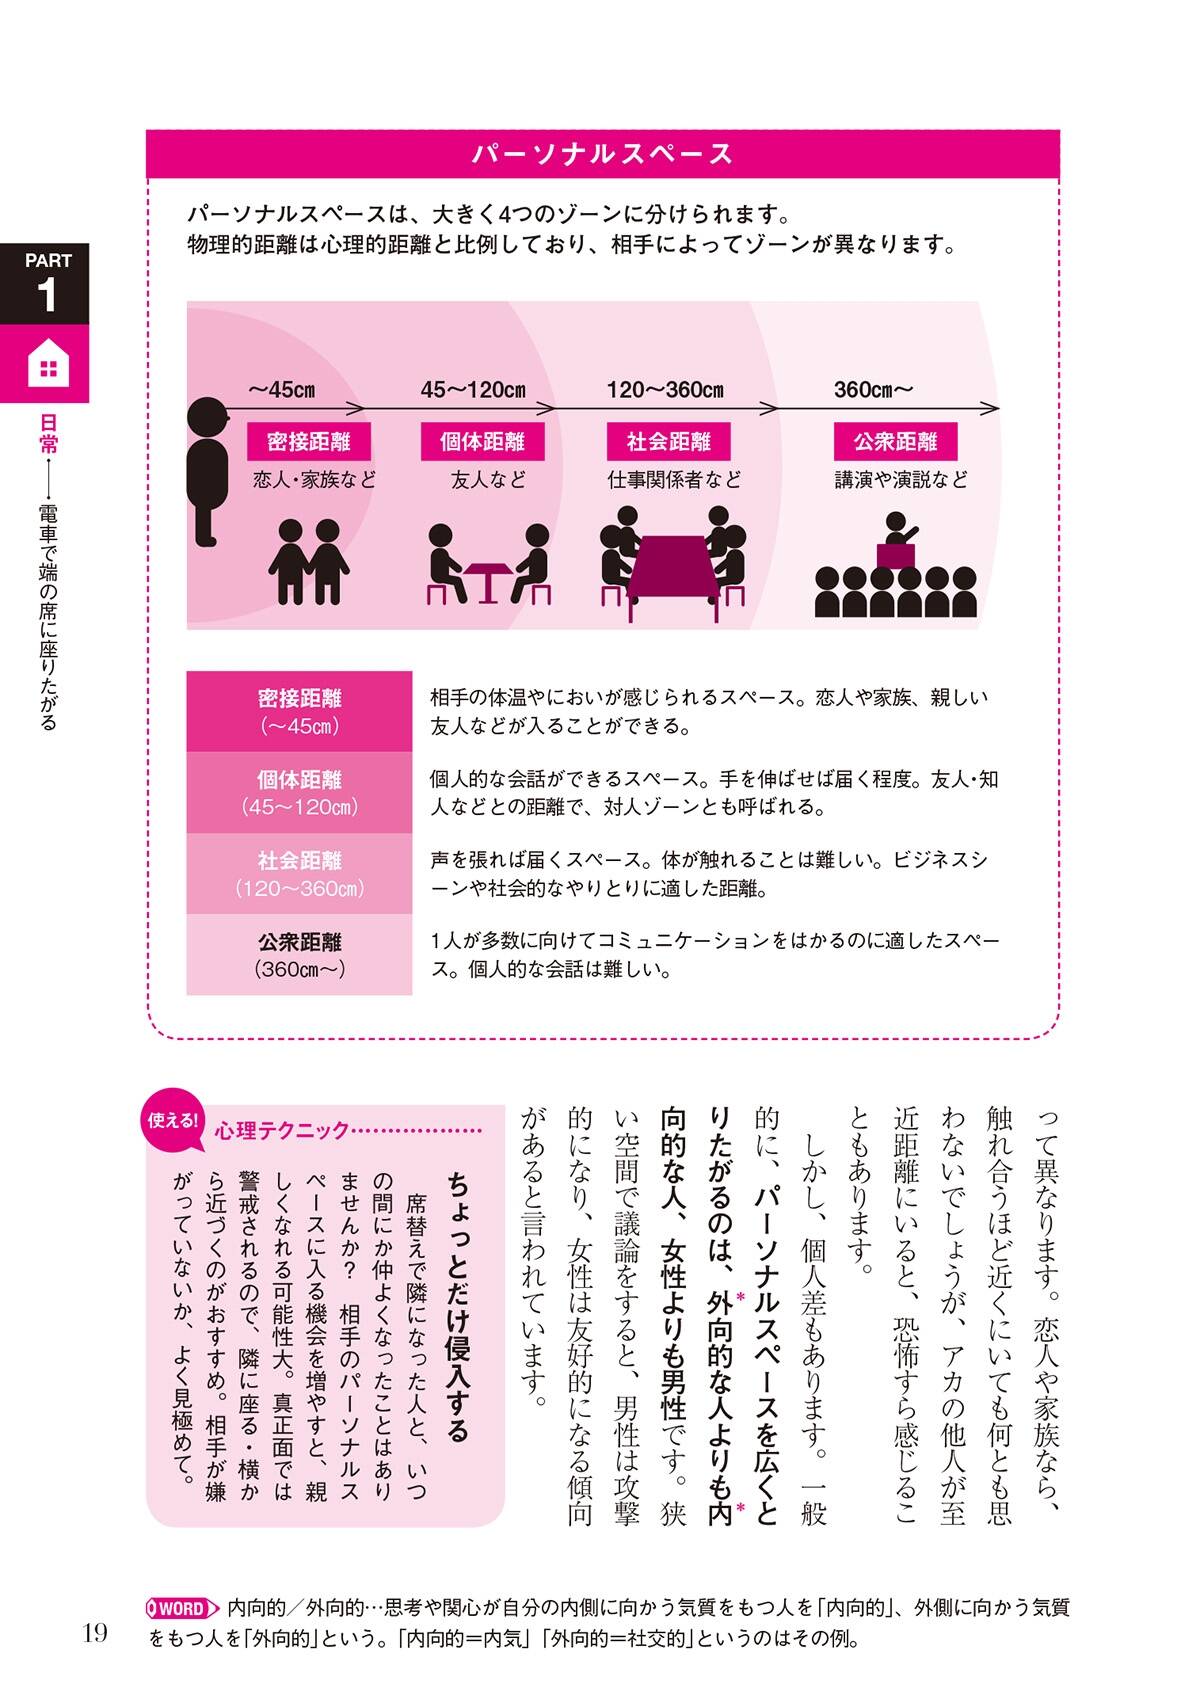 パーソナルスペース
パーソナルスペースは、大きく4つのゾーンに分けられます。
物理的距離は心理的距離と比例しており、相手によってゾーンが異なります。
PART
1
日常――電車で端の席に座りたがる
〜45㎝
45〜120㎝
120〜360㎝
360㎝〜
密接距離
個体距離
社会距離
公衆距離
恋人・家族など
友人など
仕事関係者など
講演や演説など
密接距離
(〜45㎝)
相手の体温やにおいが感じられるスペース。恋人や家族、親しい
友人などが入ることができる。
個体距離
(45〜120㎝)
個人的な会話ができるスペース。手を伸ばせば届く程度。友人・知
人などとの距離で、対人ゾーンとも呼ばれる。
社会距離
(120〜360㎝)
声を張れば届くスペース。体が触れることは難しい。ビジネスシ
ーンや社会的なやりとりに適した距離。
公衆距離
(360㎝〜)
1人が多数に向けてコミュニケーションをはかるのに適したスペー
ス。個人的な会話は難しい。
って異なります。恋人や家族なら、
触れ合うほど近くにいても何とも思
わないでしょうが、アカの他人が至
近距離にいると、恐怖すら感じるこ
ともあります。
しかし、個人差もあります。一般
的に、パーソナルスペースを広くと
りたがるのは、外*向的な人よりも内*
向的な人、女性よりも男性です。狭
い空間で議論をすると、男性は攻撃
的になり、女性は友好的になる傾向
があると言われています。
使える!
心理テクニック………………
ちょっとだけ侵入する
席替えで隣になった人と、いつ
の間にか仲よくなったことはあり
ませんか? 相手のパーソナルス
ペースに入る機会を増やすと、親
しくなれる可能性大。真正面では
警戒されるので、隣に座る・横か
ら近づくのがおすすめ。相手が嫌
がっていないか、よく見極めて。
WORD 内向的／外向的…思考や関心が自分の内側に向かう気質をもつ人を「内向的」、外側に向かう気質
をもつ人を「外向的」という。「内向的＝内気」「外向的＝社交的」というのはその例。
19